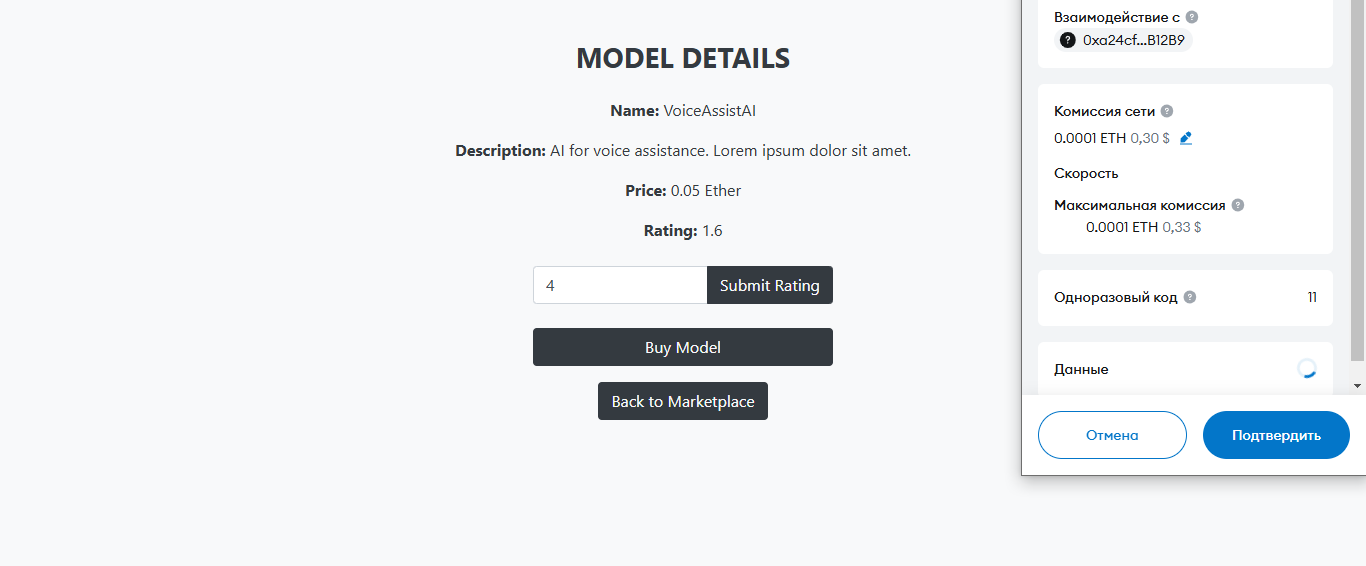 MODEL DETAILS
Name: VoiceAssistAI
Description: AI for voice assistance. Lorem ipsum dolor sit amet.
Price: 0.05 Ether
Rating: 1.6
4 Submit Rating
Buy Model
Back to Marketplace
Взаимодействие с ?
? 0xa24cf...B12B9
Комиссия сети ?
0.0001 ETH 0,30 $
Скорость
Максимальная комиссия ?
0.0001 ETH 0,33 $
Одноразовый код ? 11
Данные
Отмена Подтвердить